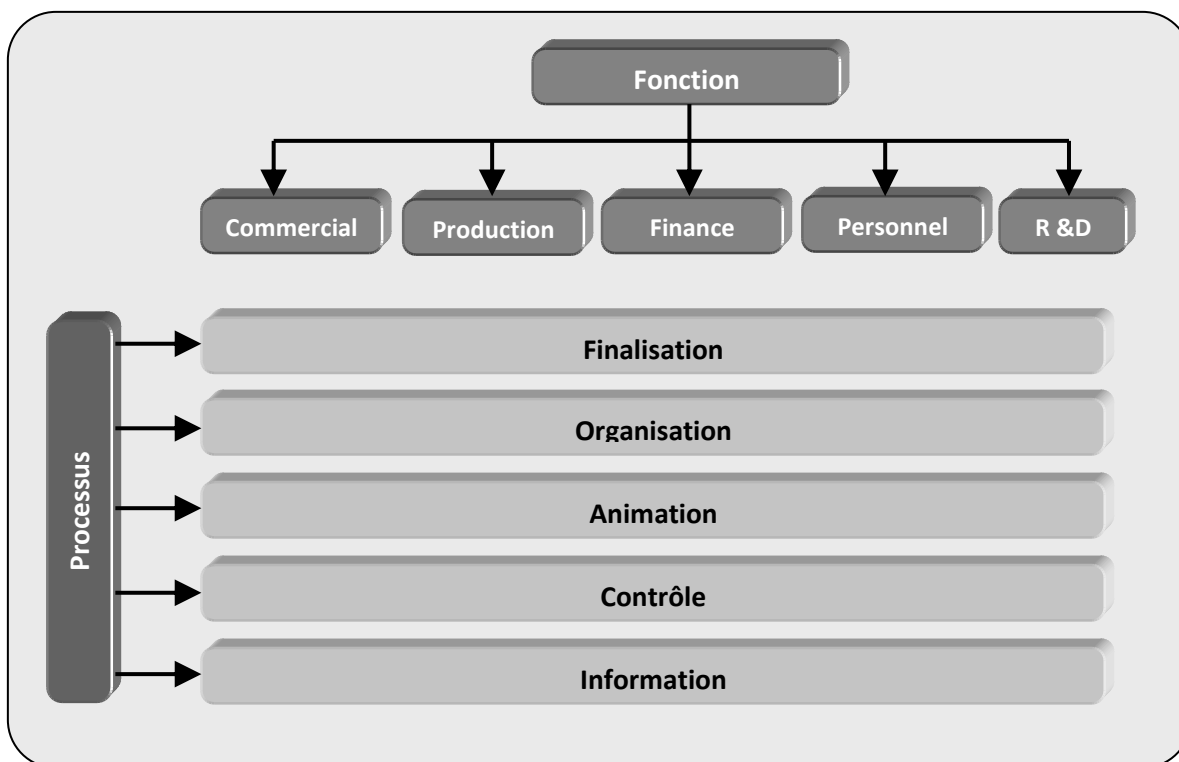 Fonction
Commercial
Production
Finance
Personnel
R &D
Processus
Finalisation
Organisation
Animation
Contrôle
Information